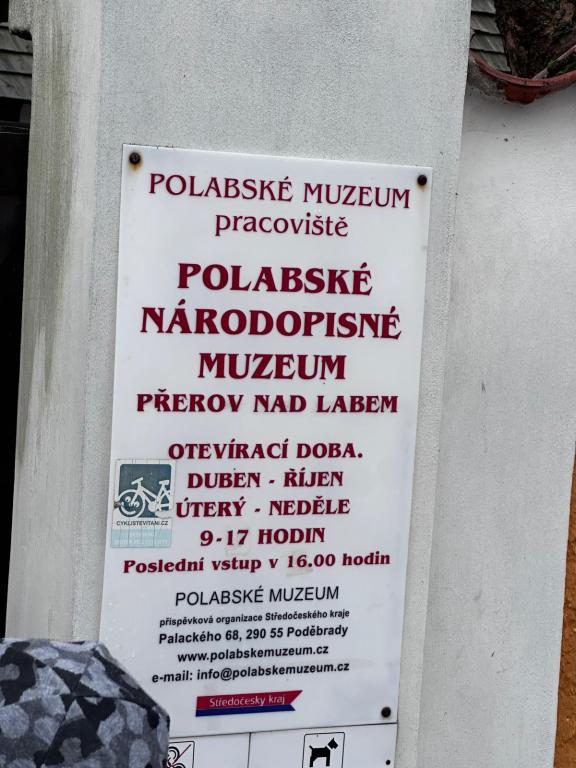 POLABSKÉ MUZEUM
pracoviště
POLABSKÉ
NÁRODOPISNÉ
MUZEUM
PŘEROV NAD LABEM
OTEVÍRACÍ DOBA.
DUBEN - ŘÍJEN
ÚTERÝ - NEDĚLE
9-17 HODIN
Poslední vstup v 16.00 hodin
CYKLISTEVITANI.CZ
POLABSKÉ MUZEUM
příspěvková organizace Středočeského kraje
Palackého 68, 290 55 Poděbrady
www.polabskemuzeum.cz
e-mail: info@polabskemuzeum.cz
Středočeský kraj